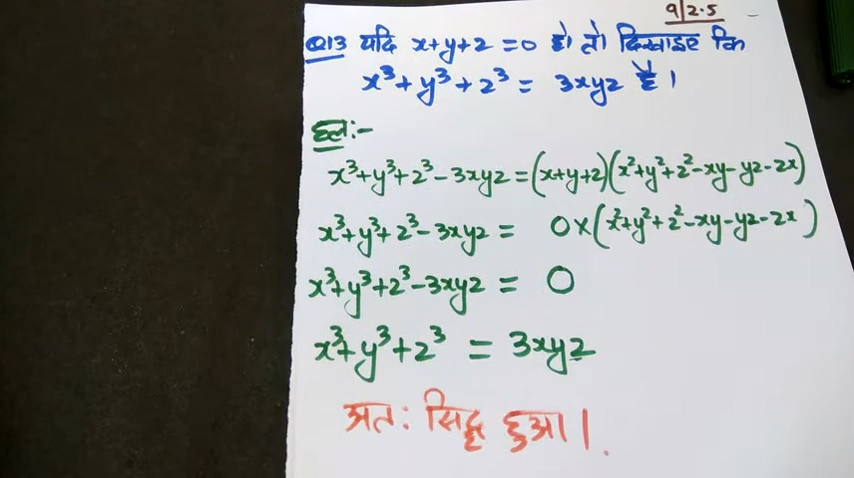 9/2.5
Q13 यदि x+y+z=0 हो तो दिखाइए कि
x³+y³+z³ = 3xyz है।
हल:-
x³+y³+z³-3xyz=(x+y+z)(x²+y²+z²-xy-yz-zx)
x³+y³+z³-3xyz = 0×(x²+y²+z²-xy-yz-zx)
x³+y³+z³-3xyz = 0
x³+y³+z³ = 3xyz
अत: सिद्ध हुआ।